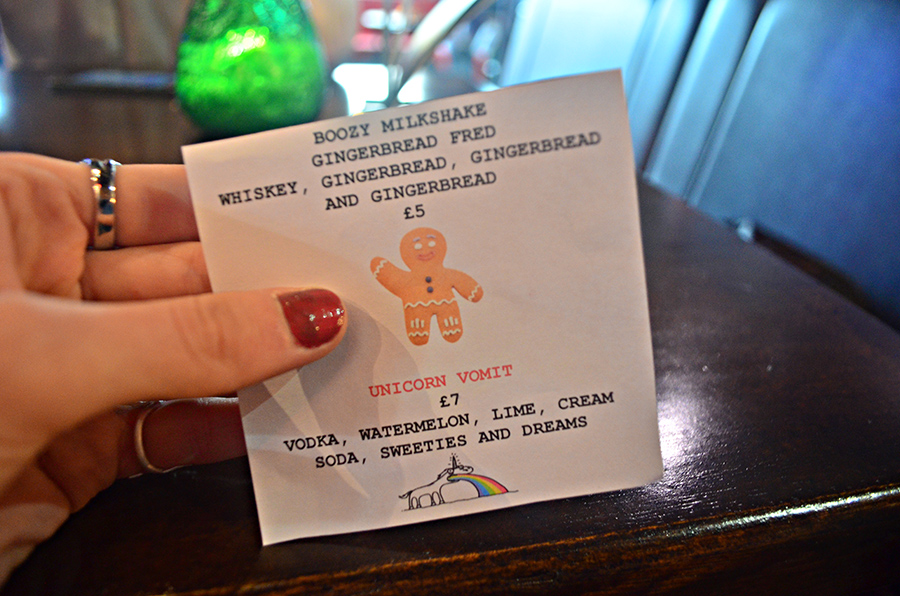 BOOZY MILKSHAKE
GINGERBREAD FRED
WHISKEY, GINGERBREAD, GINGERBREAD
AND GINGERBREAD
£5
UNICORN VOMIT
£7
VODKA, WATERMELON, LIME, CREAM
SODA, SWEETIES AND DREAMS